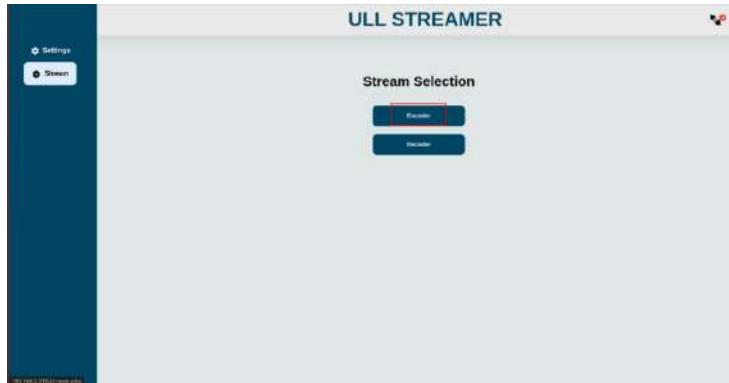 ULL STREAMER
Settings
Stream
Stream Selection
Encoder
Decoder